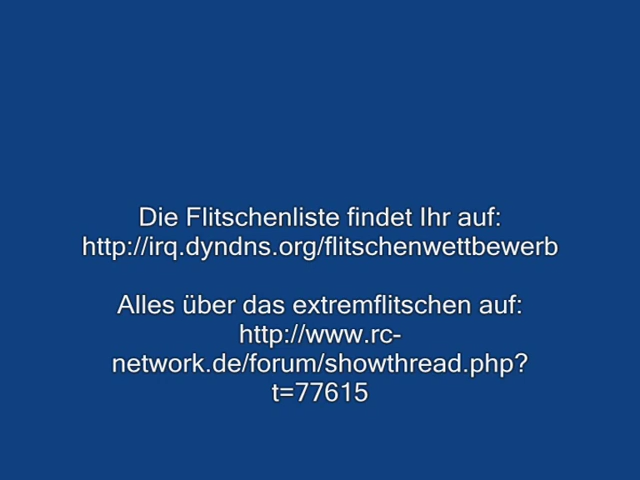 Die Flitschenliste findet Ihr auf:
http://irq.dyndns.org/flitschenwettbewerb
Alles über das extremflitschen auf:
http://www.rc-
network.de/forum/showthread.php?
t=77615